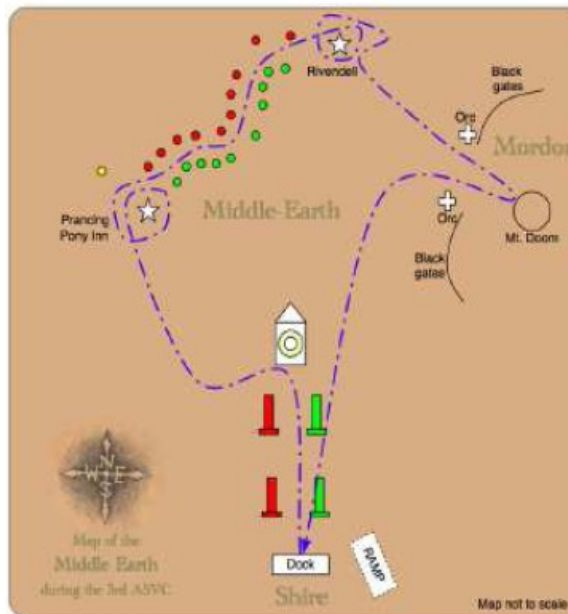 Rivendell
Black
gates
Orc
Mordor
Middle-Earth
Prancing
Pony Inn
Orc
Mt. Doom
Black
gates
N
W E
S
Map of the
Middle Earth
during the 3rd ASVC
Dock
RAMP
Shire
Map not to scale